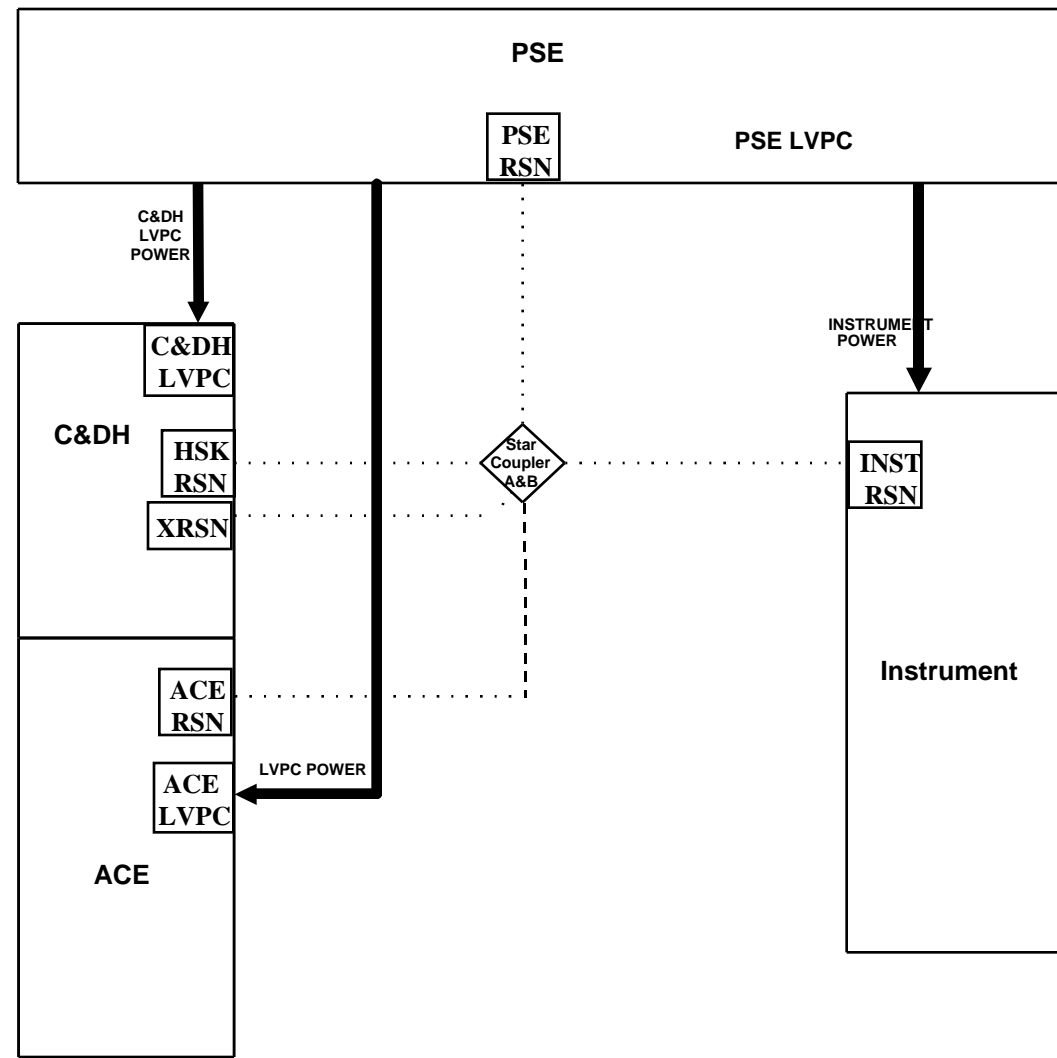 PSE
PSE
RSN
PSE LVPC
C&DH
LVPC
POWER
INSTRUMENT
POWER
C&DH
LVPC
C&DH
HSK
RSN
XRSN
Star
Coupler
A&B
INST
RSN
ACE
RSN
Instrument
LVPC POWER
ACE
LVPC
ACE